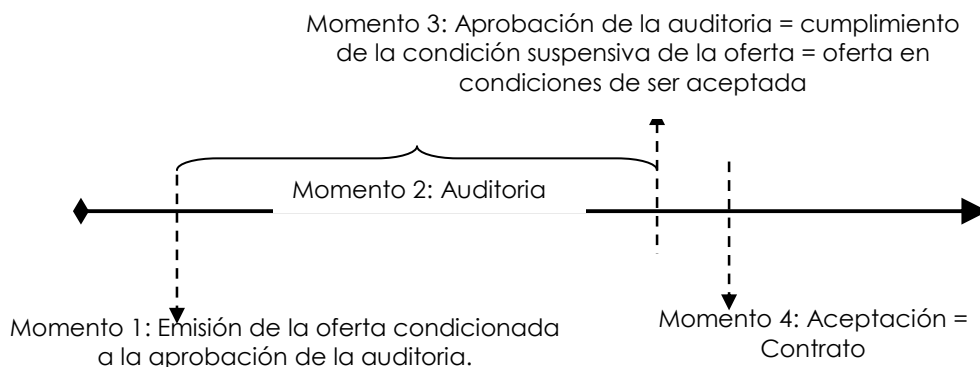 Momento 3: Aprobación de la auditoria = cumplimiento
de la condición suspensiva de la oferta = oferta en
condiciones de ser aceptada
Momento 2: Auditoria
Momento 1: Emisión de la oferta condicionada
a la aprobación de la auditoria.
Momento 4: Aceptación =
Contrato